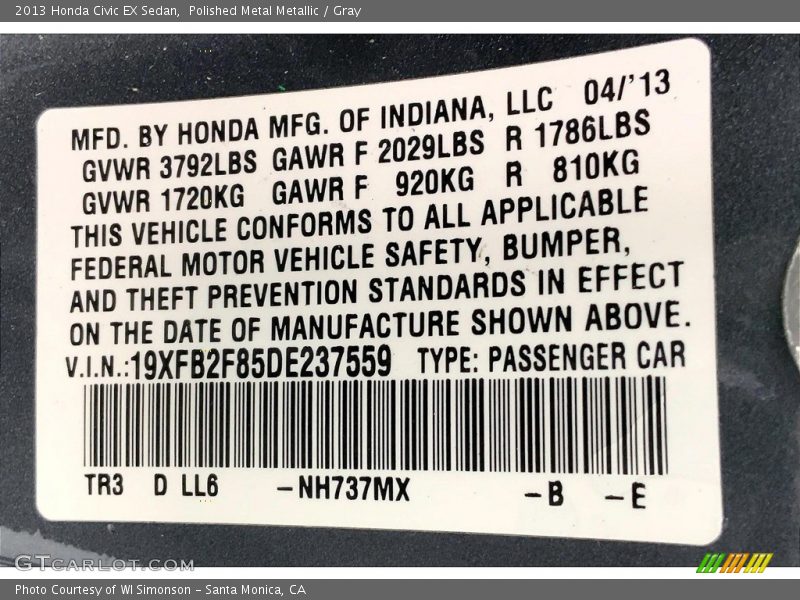 2013 Honda Civic EX Sedan,  Polished Metal Metallic / Gray
MFD. BY HONDA MFG. OF INDIANA, LLC 04/'13
GVWR 3792LBS GAWR F 2029LBS R 1786LBS
GVWR 1720KG GAWR F 920KG R 810KG
THIS VEHICLE CONFORMS TO ALL APPLICABLE
FEDERAL MOTOR VEHICLE SAFETY, BUMPER,
AND THEFT PREVENTION STANDARDS IN EFFECT
ON THE DATE OF MANUFACTURE SHOWN ABOVE.
V.I.N.:19XFB2F85DE237559 TYPE: PASSENGER CAR
TR3 D LL6 –NH737MX –B –E
GTCARLOT.COM
Photo Courtesy of WI Simonson – Santa Monica, CA